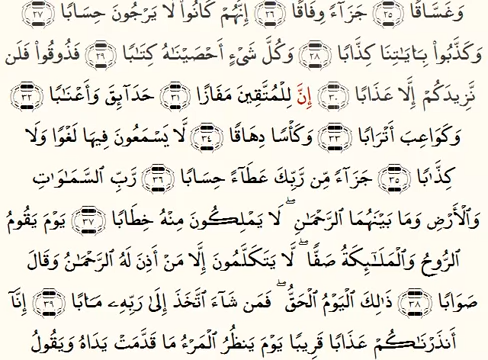 وَغَسَّاقًا ٢٥ جَزَآءً وِفَاقًا ٢٦ إِنَّهُمْ كَانُوا۟ لَا يَرْجُونَ حِسَابًا ٢٧
وَكَذَّبُوا۟ بِـَٔايَـٰتِنَا كِذَّابًا ٢٨ وَكُلَّ شَىْءٍ أَحْصَيْنَـٰهُ كِتَـٰبًا ٢٩ فَذُوقُوا۟ فَلَن
نَّزِيدَكُمْ إِلَّا عَذَابًا ٣٠ إِنَّ لِلْمُتَّقِينَ مَفَازًا ٣١ حَدَآئِقَ وَأَعْنَـٰبًا ٣٢
وَكَوَاعِبَ أَتْرَابًا ٣٣ وَكَأْسًا دِهَاقًا ٣٤ لَّا يَسْمَعُونَ فِيهَا لَغْوًا وَلَا
كِذَّٰبًا ٣٥ جَزَآءً مِّن رَّبِّكَ عَطَآءً حِسَابًا ٣٦ رَّبِّ ٱلسَّمَـٰوَٰتِ
وَٱلْأَرْضِ وَمَا بَيْنَهُمَا ٱلرَّحْمَـٰنِ ۖ لَا يَمْلِكُونَ مِنْهُ خِطَابًا ٣٧ يَوْمَ يَقُومُ
ٱلرُّوحُ وَٱلْمَلَـٰٓئِكَةُ صَفًّا ۖ لَّا يَتَكَلَّمُونَ إِلَّا مَنْ أَذِنَ لَهُ ٱلرَّحْمَـٰنُ وَقَالَ
صَوَابًا ٣٨ ذَٰلِكَ ٱلْيَوْمُ ٱلْحَقُّ ۖ فَمَن شَآءَ ٱتَّخَذَ إِلَىٰ رَبِّهِۦ مَـَٔابًا ٣٩ إِنَّآ
أَنذَرْنَـٰكُمْ عَذَابًا قَرِيبًا يَوْمَ يَنظُرُ ٱلْمَرْءُ مَا قَدَّمَتْ يَدَاهُ وَيَقُولُ